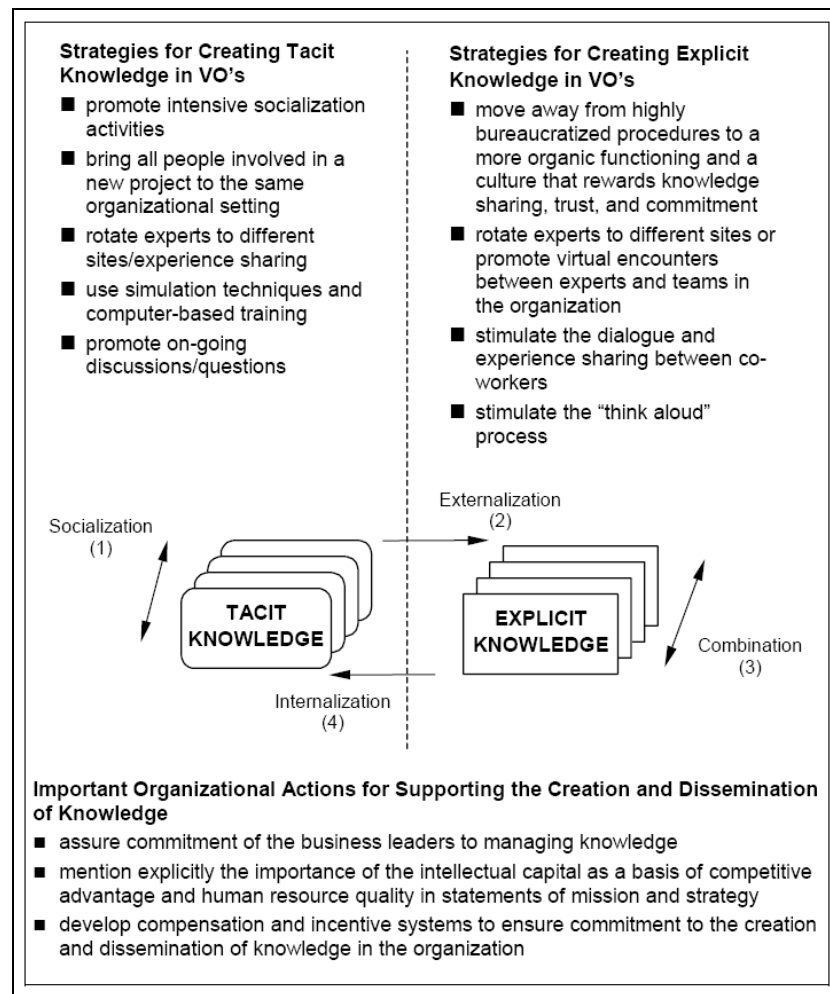 Strategies for Creating Tacit
Knowledge in VO's
■ promote intensive socialization
activities
■ bring all people involved in a
new project to the same
organizational setting
■ rotate experts to different
sites/experience sharing
■ use simulation techniques and
computer-based training
■ promote on-going
discussions/questions
Strategies for Creating Explicit
Knowledge in VO's
■ move away from highly
bureaucratized procedures to a
more organic functioning and a
culture that rewards knowledge
sharing, trust, and commitment
■ rotate experts to different sites or
promote virtual encounters
between experts and teams in
the organization
■ stimulate the dialogue and
experience sharing between co-
workers
■ stimulate the “think aloud”
process
Socialization
(1)
Externalization
(2)
TACIT
KNOWLEDGE
EXPLICIT
KNOWLEDGE
Combination
(3)
Internalization
(4)
Important Organizational Actions for Supporting the Creation and Dissemination
of Knowledge
■ assure commitment of the business leaders to managing knowledge
■ mention explicitly the importance of the intellectual capital as a basis of competitive
advantage and human resource quality in statements of mission and strategy
■ develop compensation and incentive systems to ensure commitment to the creation
and dissemination of knowledge in the organization